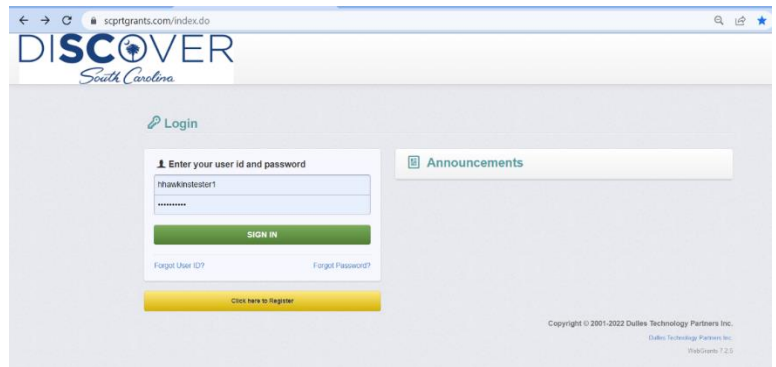 scprtgrants.com/index.do
DISCOVER
South Carolina
Login
Enter your user id and password
hhawkinstester1
••••••••••
SIGN IN
Forgot User ID?
Forgot Password?
Click here to Register
Announcements
Copyright © 2001-2022 Dulles Technology Partners Inc.
Dulles Technology Partners Inc.
WebGrants 7.2.5